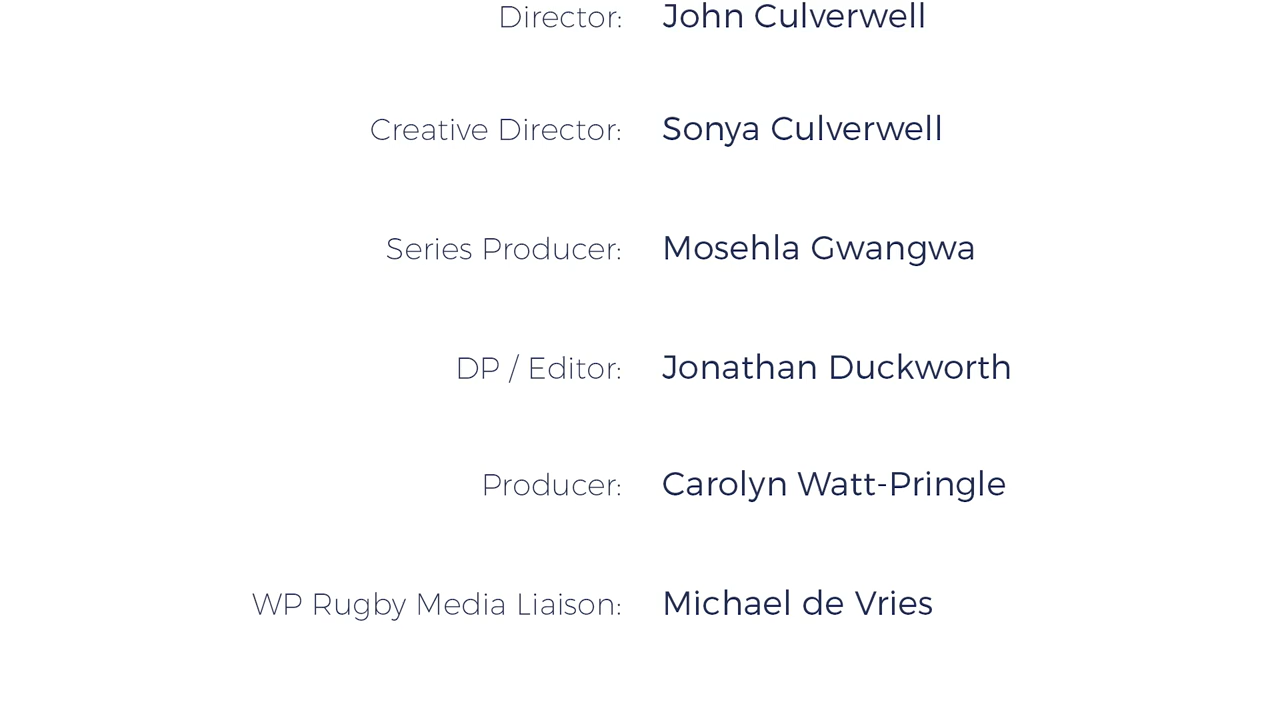 Director: John Culverwell
Creative Director: Sonya Culverwell
Series Producer: Mosehla Gwangwa
DP / Editor: Jonathan Duckworth
Producer: Carolyn Watt-Pringle
WP Rugby Media Liaison: Michael de Vries